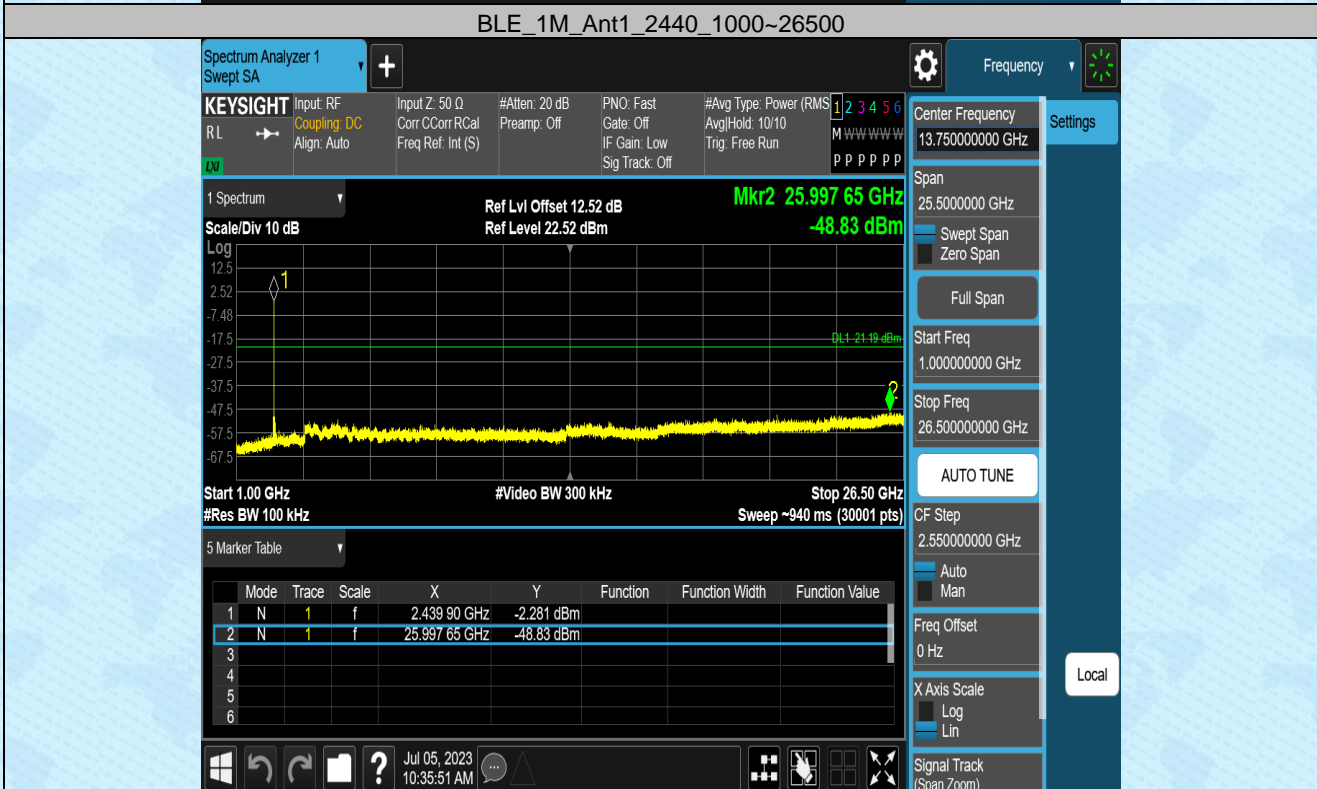 BLE_1M_Ant1_2440_1000~26500
Spectrum Analyzer 1
Swept SA
+
Frequency
KEYSIGHT
RL
LXI
Input: RF
Coupling: DC
Align: Auto
Input Z: 50 Ω
Corr CCorr RCal
Freq Ref: Int (S)
#Atten: 20 dB
Preamp: Off
PNO: Fast
Gate: Off
IF Gain: Low
Sig Track: Off
#Avg Type: Power (RMS
Avg|Hold: 10/10
Trig: Free Run
1 2 3 4 5 6
M W W W W W
P P P P P P
Center Frequency
13.750000000 GHz
Settings
Span
25.5000000 GHz
Swept Span
Zero Span
Full Span
Start Freq
1.000000000 GHz
Stop Freq
26.500000000 GHz
AUTO TUNE
CF Step
2.550000000 GHz
Auto
Man
Freq Offset
0 Hz
X Axis Scale
Log
Lin
Signal Track
(Span Zoom)
Local
1 Spectrum
Scale/Div 10 dB
Ref Lvl Offset 12.52 dB
Ref Level 22.52 dBm
Mkr2 25.997 65 GHz
-48.83 dBm
Log
12.5
2.52
-7.48
-17.5
-27.5
-37.5
-47.5
-57.5
-67.5
1
DL1 -21.19 dBm
2
Start 1.00 GHz
#Video BW 300 kHz
Stop 26.50 GHz
#Res BW 100 kHz
Sweep ~940 ms (30001 pts)
5 Marker Table
Mode Trace Scale X Y Function Function Width Function Value
1 N 1 f 2.439 90 GHz -2.281 dBm
2 N 1 f 25.997 65 GHz -48.83 dBm
3
4
5
6
?
Jul 05, 2023
10:35:51 AM